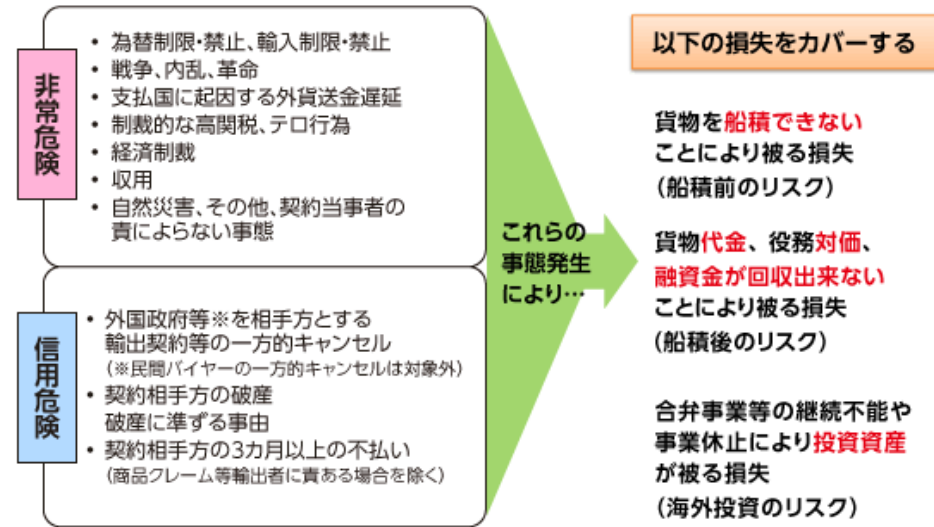 非常危険
• 為替制限・禁止、輸入制限・禁止
• 戦争、内乱、革命
• 支払国に起因する外貨送金遅延
• 制裁的な高関税、テロ行為
• 経済制裁
• 収用
• 自然災害、その他、契約当事者の
責によらない事態
信用危険
• 外国政府等※を相手方とする
輸出契約等の一方的キャンセル
(※民間バイヤーの一方的キャンセルは対象外)
• 契約相手方の破産
破産に準ずる事由
• 契約相手方の3カ月以上の不払い
(商品クレーム等輸出者に責ある場合を除く)
これらの
事態発生
により…
以下の損失をカバーする
貨物を船積できない
ことにより被る損失
(船積前のリスク)
貨物代金、役務対価、
融資金が回収出来ない
ことにより被る損失
(船積後のリスク)
合弁事業等の継続不能や
事業休止により投資資産
が被る損失
(海外投資のリスク)